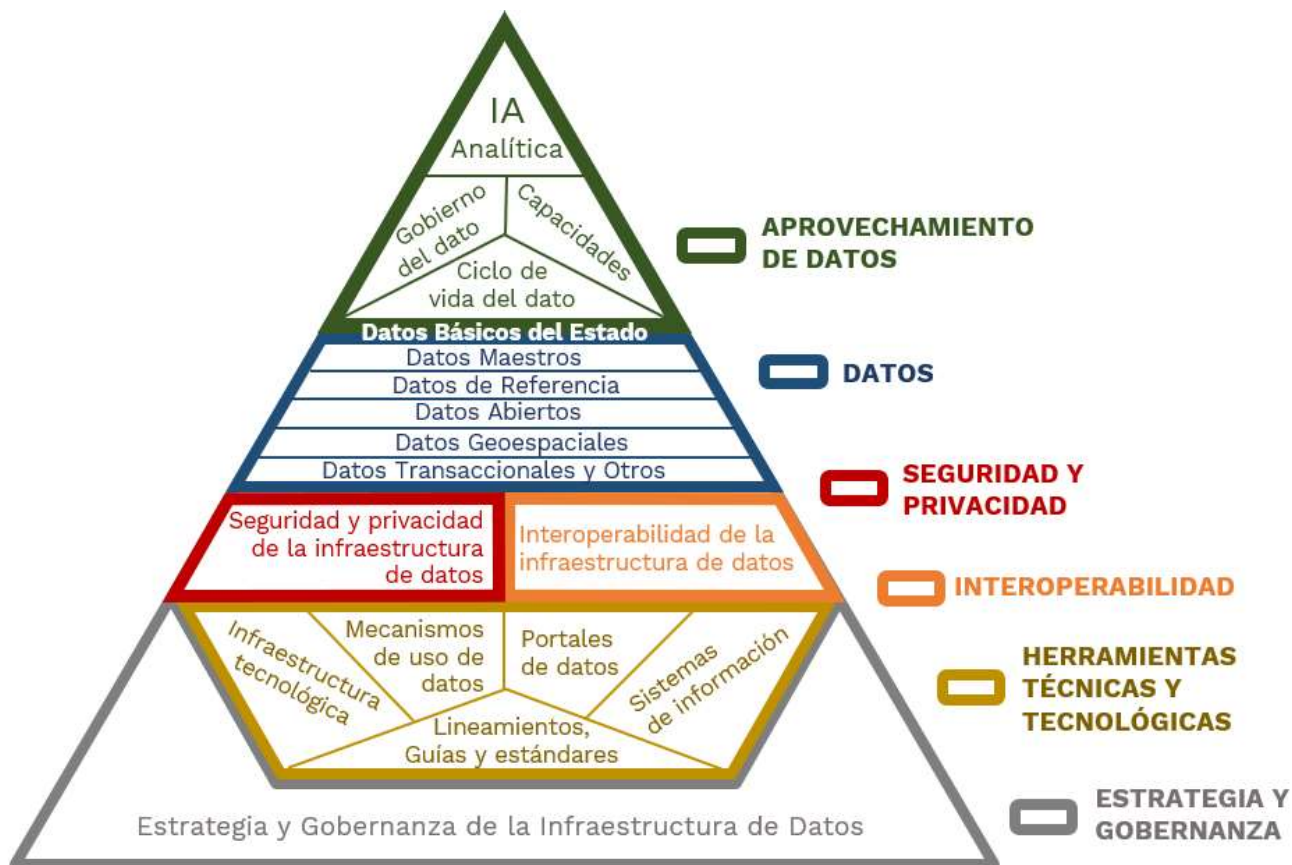 IA
Analítica
Gobierno
del dato
Capacidades
Ciclo de
vida del dato
APROVECHAMIENTO
DE DATOS
Datos Básicos del Estado
Datos Maestros
Datos de Referencia
Datos Abiertos
Datos Geoespaciales
Datos Transaccionales y Otros
DATOS
Seguridad y privacidad
de la infraestructura
de datos
SEGURIDAD Y
PRIVACIDAD
Interoperabilidad de la
infraestructura de datos
INTEROPERABILIDAD
Infraestructura
tecnológica
Mecanismos
de uso de
datos
Portales
de datos
Sistemas
de información
Lineamientos,
Guías y estándares
HERRAMIENTAS
TÉCNICAS Y
TECNOLÓGICAS
Estrategia y Gobernanza de la Infraestructura de Datos
ESTRATEGIA Y
GOBERNANZA